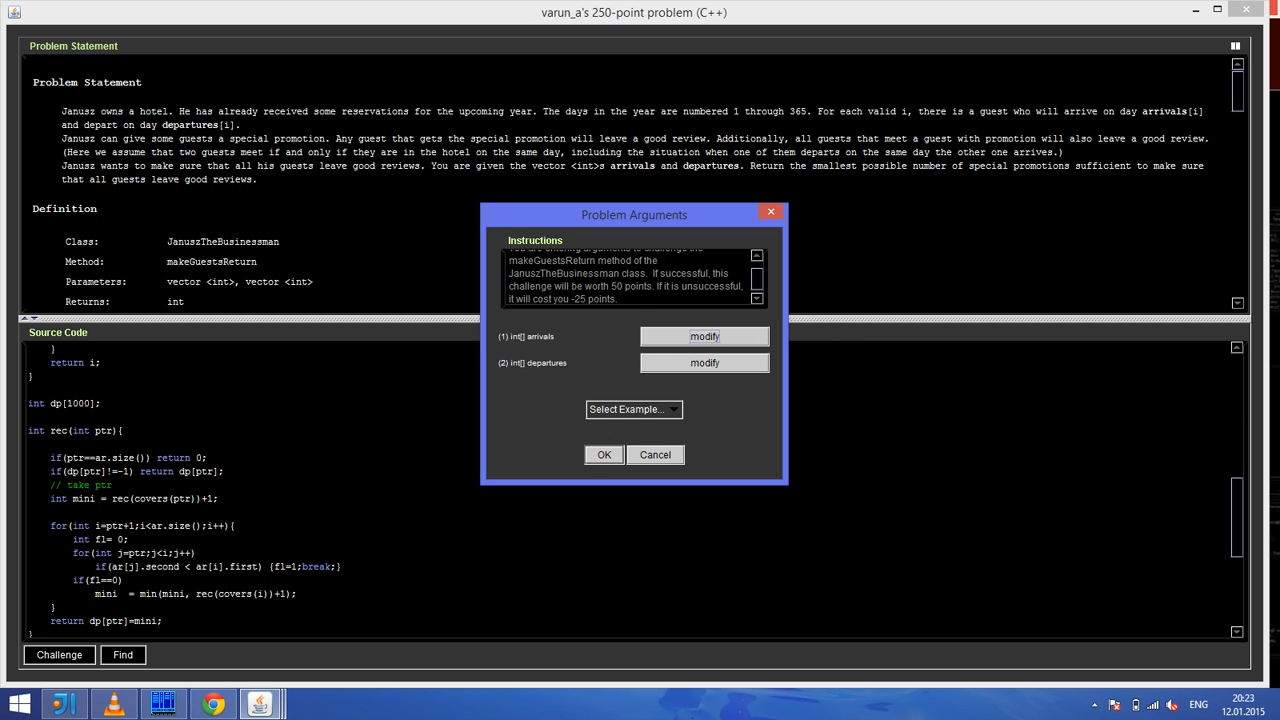 varun_a's 250-point problem (C++)
Problem Statement
Problem Statement
Janusz owns a hotel. He has already received some reservations for the upcoming year. The days in the year are numbered 1 through 365. For each valid i, there is a guest who will arrive on day arrivals[i]
and depart on day departures[i].
Janusz can give some guests a special promotion. Any guest that gets the special promotion will leave a good review. Additionally, all guests that meet a guest with promotion will also leave a good review.
(Here we assume that two guests meet if and only if they are in the hotel on the same day, including the situation when one of them departs on the same day the other one arrives.)
Janusz wants to make sure that all his guests leave good reviews. You are given the vector <int>s arrivals and departures. Return the smallest possible number of special promotions sufficient to make sure
that all guests leave good reviews.
Definition
Class: JanuszTheBusinessman
Method: makeGuestsReturn
Parameters: vector <int>, vector <int>
Returns: int
Problem Arguments
Instructions
You are entering arguments to challenge the
makeGuestsReturn method of the
JanuszTheBusinessman class. If successful, this
challenge will be worth 50 points. If it is unsuccessful,
it will cost you -25 points.
(1) int[] arrivals modify
(2) int[] departures modify
Select Example...
OK Cancel
Source Code
}
return i;
}
int dp[1000];
int rec(int ptr){
if(ptr==ar.size()) return 0;
if(dp[ptr]!=-1) return dp[ptr];
// take ptr
int mini = rec(covers(ptr))+1;
for(int i=ptr+1;i<ar.size();i++){
int fl= 0;
for(int j=ptr;j<i;j++)
if(ar[j].second < ar[i].first) {fl=1;break;}
if(fl==0)
mini = min(mini, rec(covers(i))+1);
}
return dp[ptr]=mini;
}
Challenge Find
ENG
20:23
12.01.2015